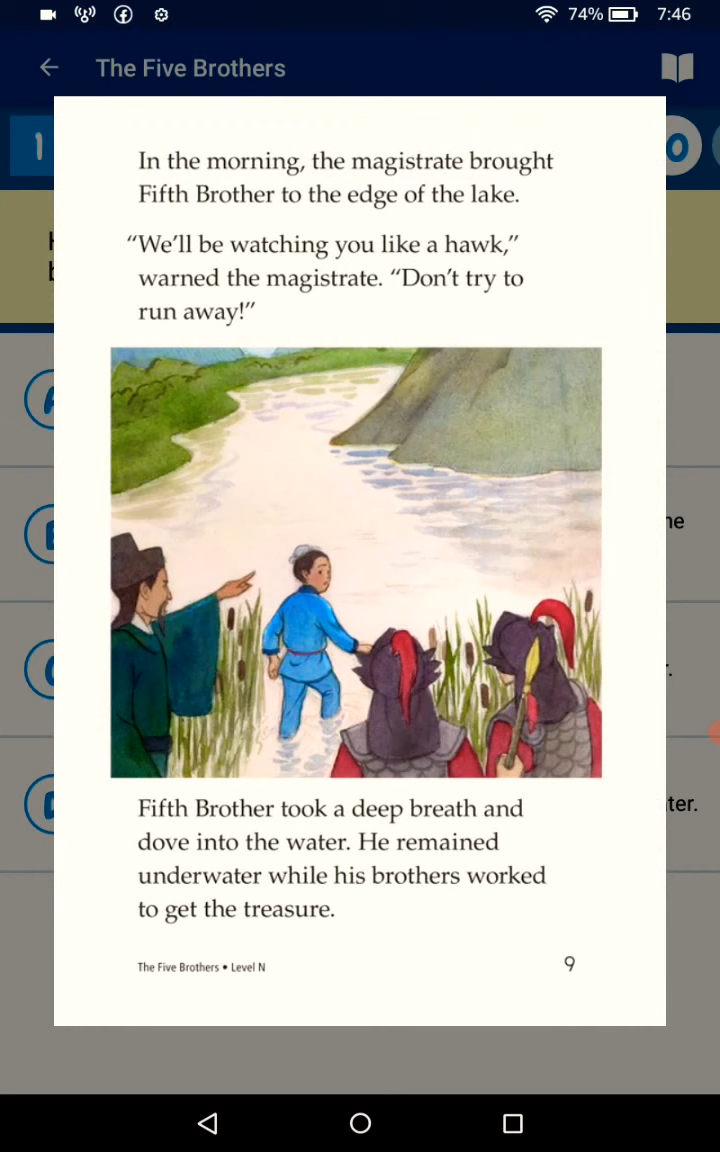 74% 7:46
The Five Brothers
1
In the morning, the magistrate brought
Fifth Brother to the edge of the lake.
“We’ll be watching you like a hawk,”
warned the magistrate. “Don’t try to
run away!”
Fifth Brother took a deep breath and
dove into the water. He remained
underwater while his brothers worked
to get the treasure.
The Five Brothers • Level N
9